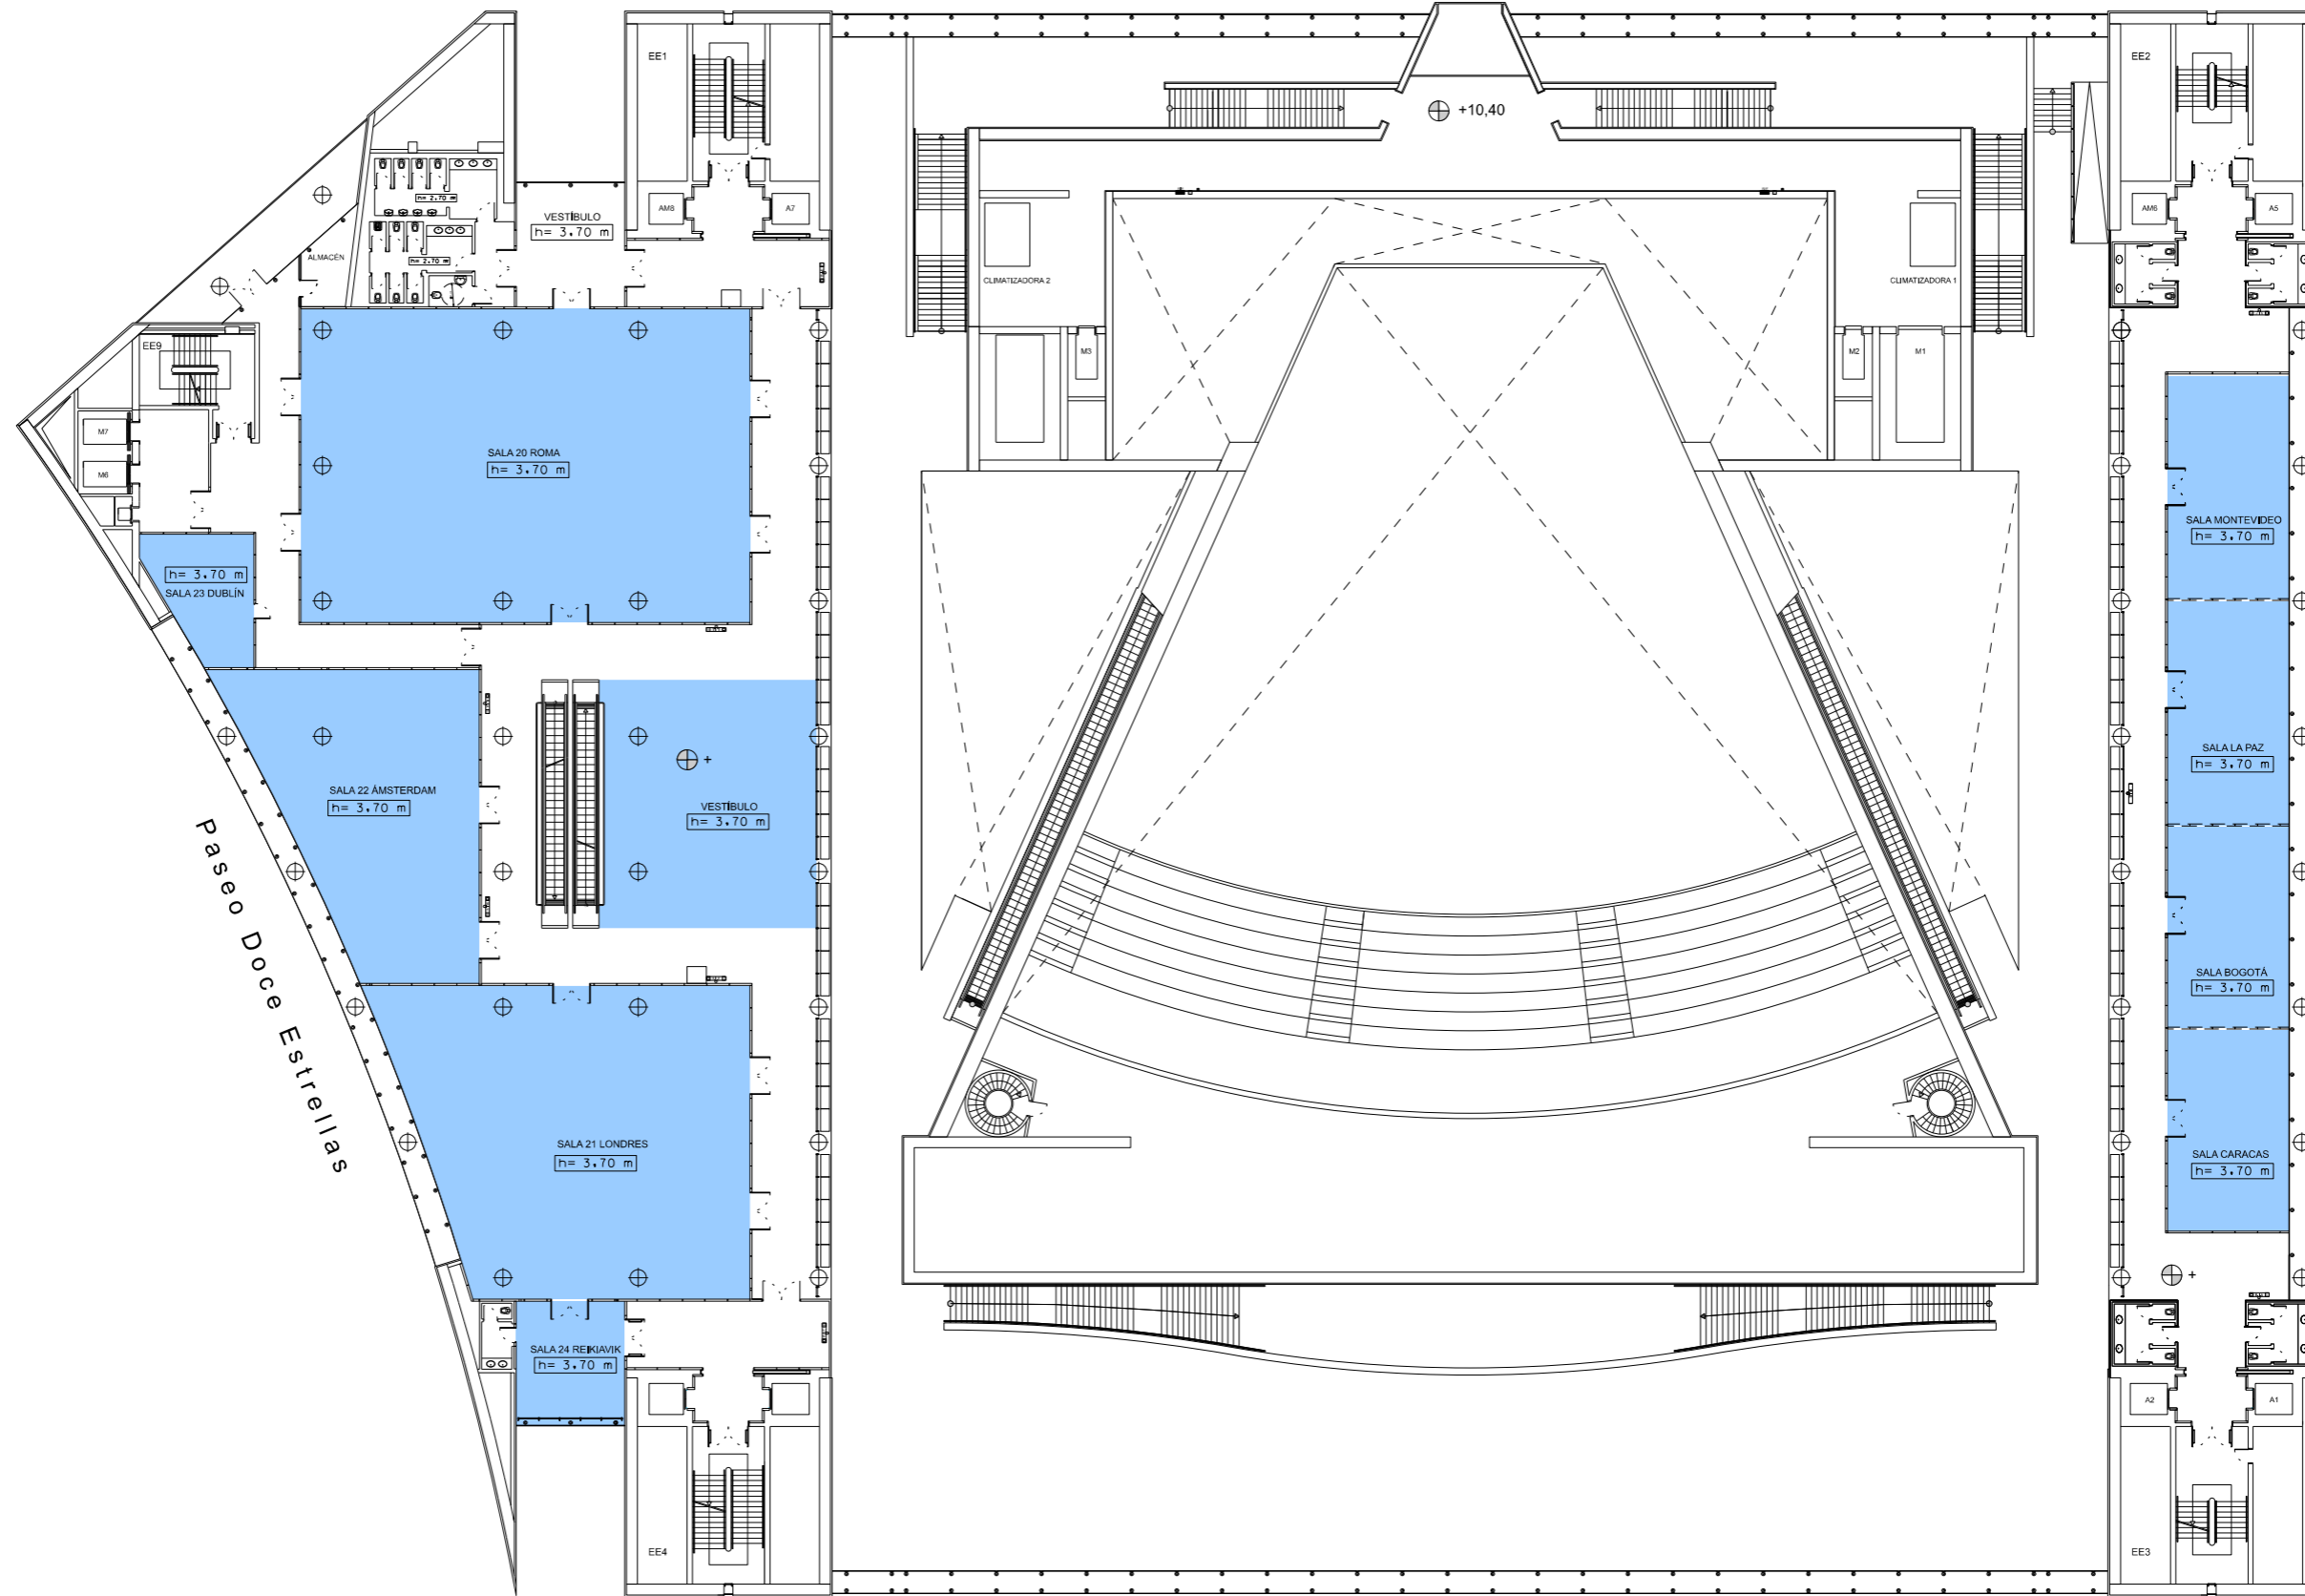 EE1
EE2
+10,40
h= 2.70 m
AM8
A7
AM6
A5
VESTÍBULO
h= 3.70 m
ALMACÉN
h= 2.70 m
CLIMATIZADORA 2
CLIMATIZADORA 1
EE9
M3
M2
M1
M7
M6
SALA 20 ROMA
h= 3.70 m
SALA MONTEVIDEO
h= 3.70 m
h= 3.70 m
SALA 23 DUBLÍN
SALA LA PAZ
h= 3.70 m
+
SALA 22 ÁMSTERDAM
h= 3.70 m
VESTÍBULO
h= 3.70 m
Paseo Doce Estrellas
SALA BOGOTÁ
h= 3.70 m
SALA 21 LONDRES
h= 3.70 m
SALA CARACAS
h= 3.70 m
+
SALA 24 REIKIAVIK
h= 3.70 m
A2
A1
EE4
EE3